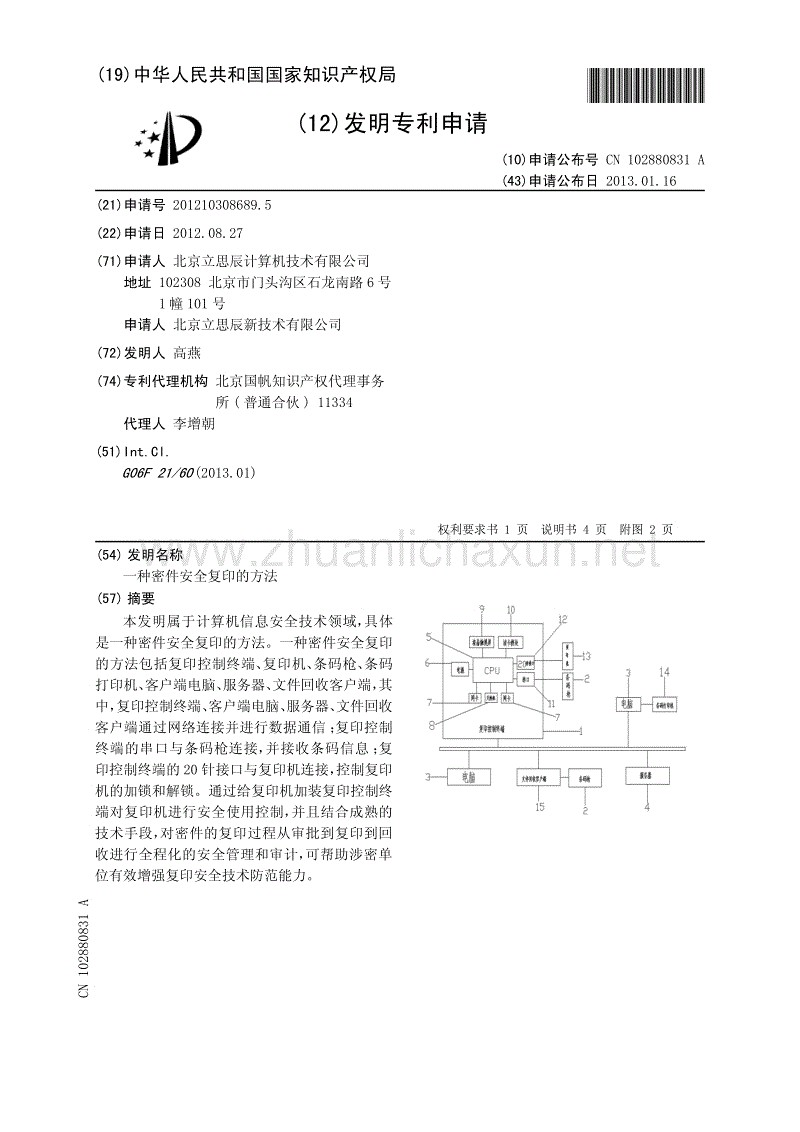 (19)中华人民共和国国家知识产权局
(12)发明专利申请
(10)申请公布号 CN 102880831 A
(43)申请公布日 2013.01.16
(21)申请号 201210308689.5
(22)申请日 2012.08.27
(71)申请人 北京立思辰计算机技术有限公司
地址 102308 北京市门头沟区石龙南路 6 号
1 幢 101 号
申请人 北京立思辰新技术有限公司
(72)发明人 高燕
(74)专利代理机构 北京国帆知识产权代理事务
所(普通合伙) 11334
代理人 李增朝
(51)Int.Cl.
G06F 21/60(2013.01)
权利要求书 1 页 说明书 4 页 附图 2 页
www.zhuanlichaxun.net
(54)发明名称
一种密件安全复印的方法
(57)摘要
本发明属于计算机信息安全技术领域,具体
是一种密件安全复印的方法。一种密件安全复印
的方法包括复印控制终端、复印机、条码枪、条码
打印机、客户端电脑、服务器、文件回收客户端,其
中,复印控制终端、客户端电脑、服务器、文件回收
客户端通过网络连接并进行数据通信;复印控制
终端的串口与条码枪连接,并接收条码信息;复
印控制终端的 20 针接口与复印机连接,控制复印
机的加锁和解锁。通过给复印机加装复印控制终
端对复印机进行安全使用控制,并且结合成熟的
技术手段,对密件的复印过程从审批到复印到回
收进行全程化的安全管理和审计,可帮助涉密单
位有效增强复印安全技术防范能力。
9 10 12
5
6 电源 CPU 串口 13
2
7 网卡 网卡 7 11
8
复印控制终端 1
3 14
电脑
3 电脑 文件回收客户端 条码枪 服务器
15 2 4
CN 102880831 A